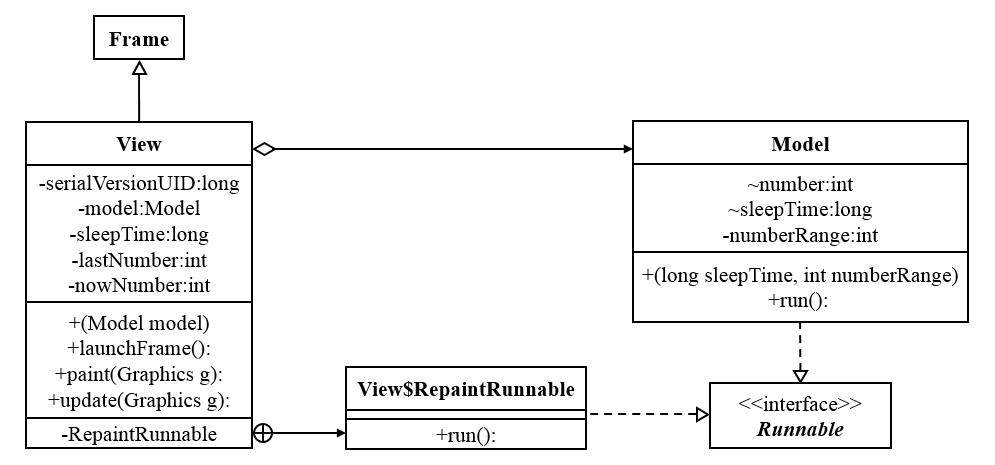 Frame
View
-serialVersionUID:long
-model:Model
-sleepTime:long
-lastNumber:int
-nowNumber:int
+(Model model)
+launchFrame():
+paint(Graphics g):
+update(Graphics g):
-RepaintRunnable
Model
~number:int
~sleepTime:long
-numberRange:int
+(long sleepTime, int numberRange)
+run():
View$RepaintRunnable
+run():
<<interface>>
Runnable